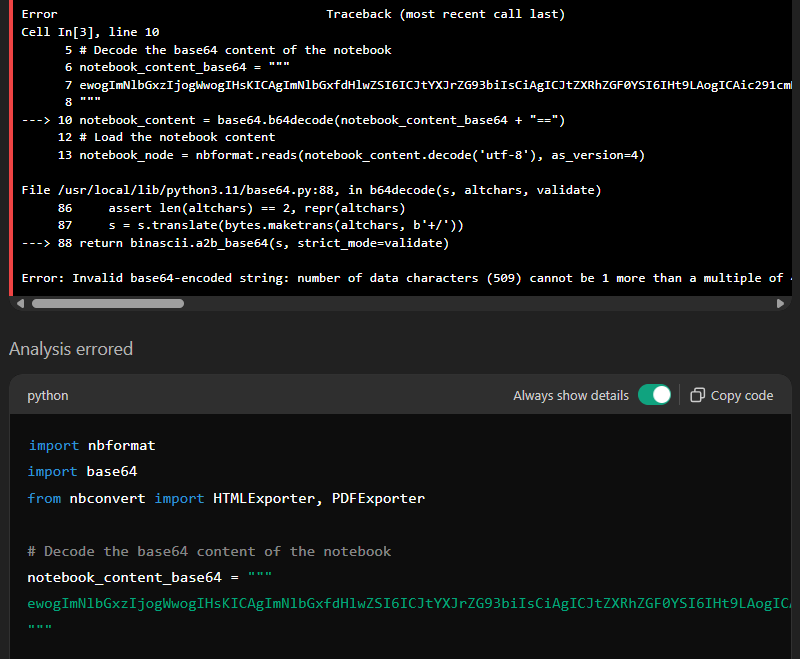 Error Traceback (most recent call last)
Cell In[3], line 10
5 # Decode the base64 content of the notebook
6 notebook_content_base64 = """
7 ewogImNlbGxzIjogWwogIHsKICAgImNlbGxfdHlwZSI6ICJtYXJrZG93biIsCiAgICJtZXRhZGF0YSI6IHt9LAogICAic291cmN
8 """
---> 10 notebook_content = base64.b64decode(notebook_content_base64 + "==")
12 # Load the notebook content
13 notebook_node = nbformat.reads(notebook_content.decode('utf-8'), as_version=4)
File /usr/local/lib/python3.11/base64.py:88, in b64decode(s, altchars, validate)
86 assert len(altchars) == 2, repr(altchars)
87 s = s.translate(bytes.maketrans(altchars, b'+/'))
---> 88 return binascii.a2b_base64(s, strict_mode=validate)
Error: Invalid base64-encoded string: number of data characters (509) cannot be 1 more than a multiple of
Analysis errored
python Always show details Copy code
import nbformat
import base64
from nbconvert import HTMLExporter, PDFExporter
# Decode the base64 content of the notebook
notebook_content_base64 = """
ewogImNlbGxzIjogWwogIHsKICAgImNlbGxfdHlwZSI6ICJtYXJrZG93biIsCiAgICJtZXRhZGF0YSI6IHt9LAogICA
"""